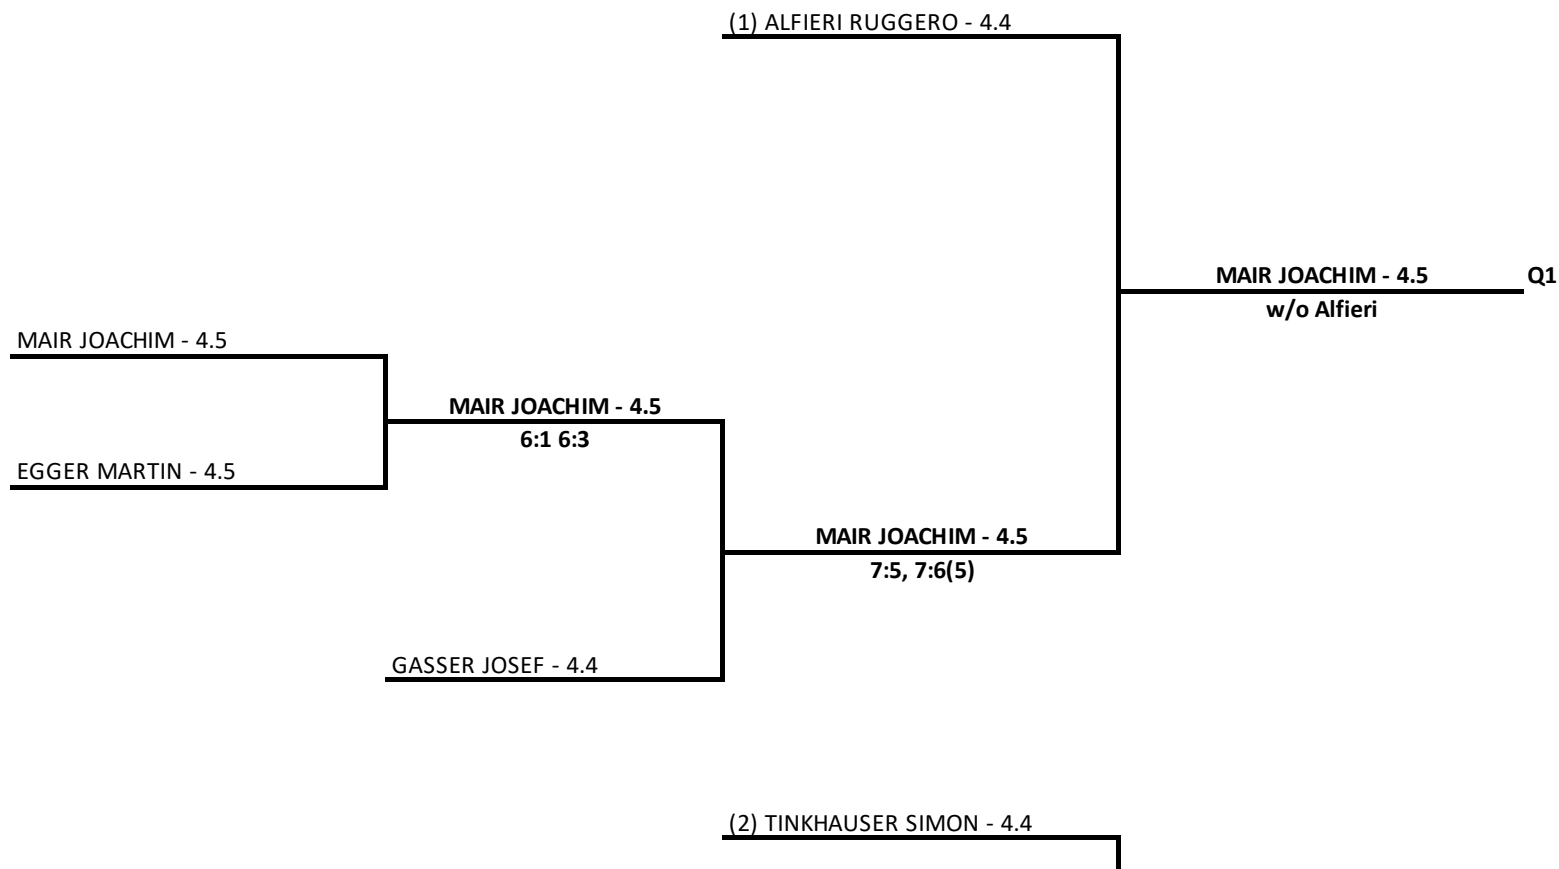 (1) ALFIERI RUGGERO - 4.4
MAIR JOACHIM - 4.5 Q1
w/o Alfieri
MAIR JOACHIM - 4.5
MAIR JOACHIM - 4.5
6:1 6:3
EGGER MARTIN - 4.5
MAIR JOACHIM - 4.5
7:5, 7:6(5)
GASSER JOSEF - 4.4
(2) TINKHAUSER SIMON - 4.4